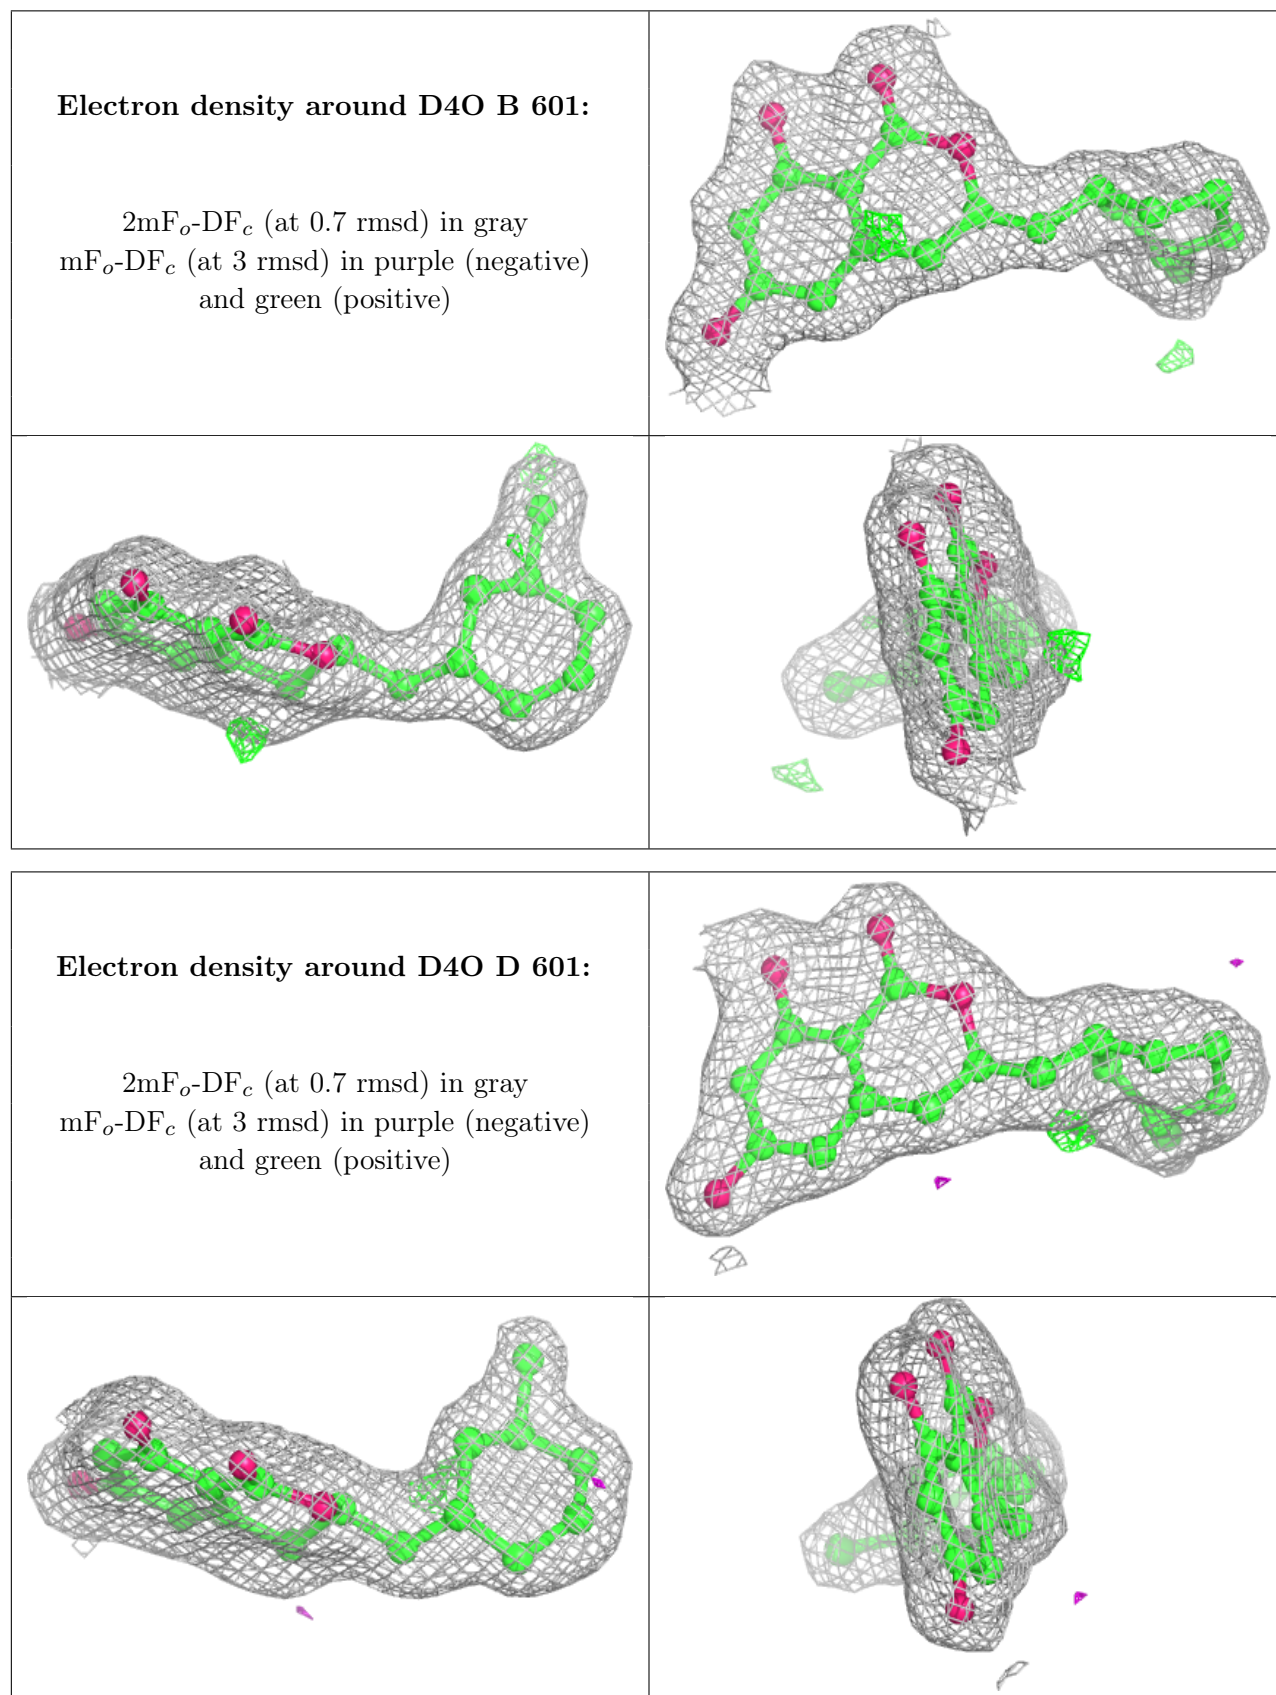 Electron density around D4O B 601:
2mFo-DFc (at 0.7 rmsd) in gray
mFo-DFc (at 3 rmsd) in purple (negative)
and green (positive)
Electron density around D4O D 601:
2mFo-DFc (at 0.7 rmsd) in gray
mFo-DFc (at 3 rmsd) in purple (negative)
and green (positive)